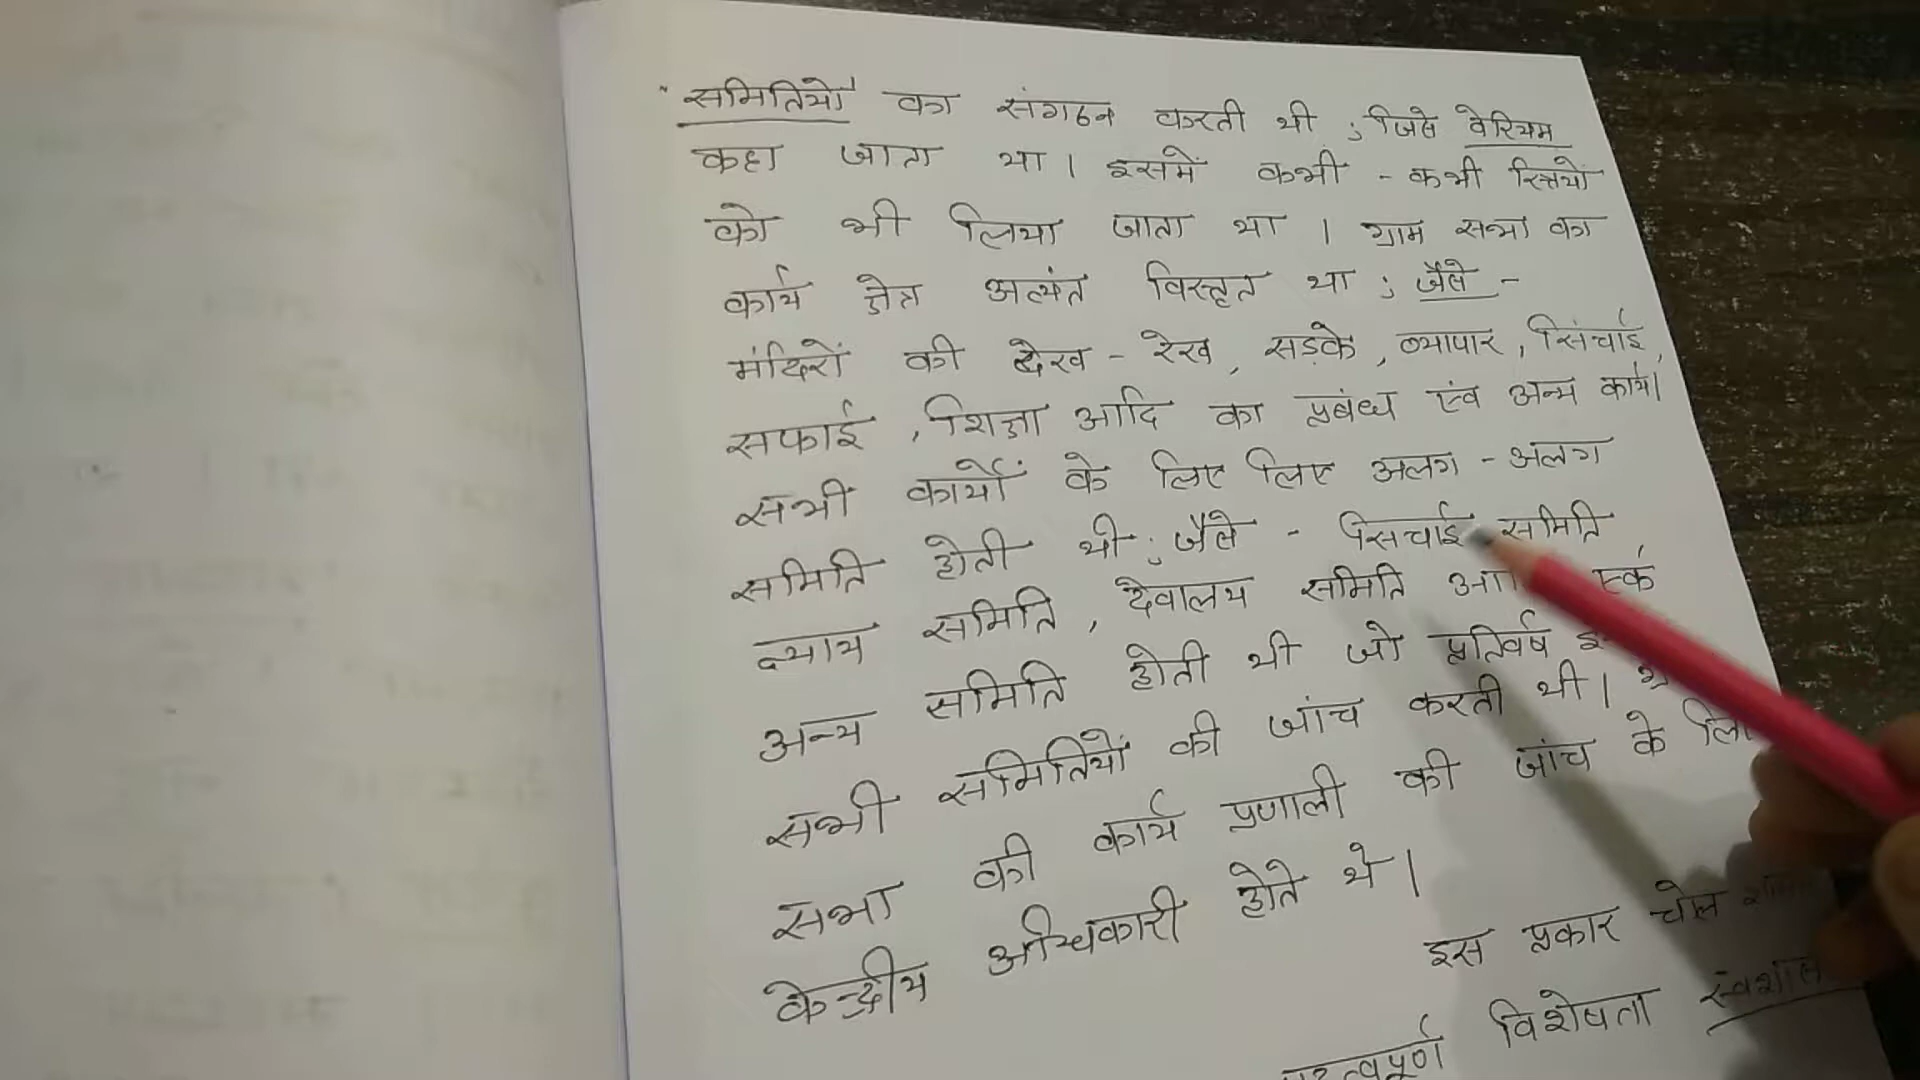 "समितियो' का संगठन करती थी ; जिसे वेरियम
कहा जाता था । इसमें कभी - कभी स्त्रियों
को भी लिया जाता था । ग्राम सभा का
कार्य क्षेत्र अत्यंत विस्तृत था ; जैसे -
मंदिरों की देख - रेख , सड़के , व्यापार , सिंचाई ,
सफाई , शिक्षा आदि का प्रबंध एंव अन्य कार्य।
सभी कार्यों के लिए लिए अलग - अलग
समिति होती थी ; जैसे - सिचाई समिति
न्याय समिति , देवालय समिति एक
अन्य समिति होती थी जो प्रतिवर्ष
सभी समितियों की जांच करती थी ।
सभा की कार्य प्रणाली की जांच के
केन्द्रीय अधिकारी होते थे ।
इस प्रकार चोल
विशेषता